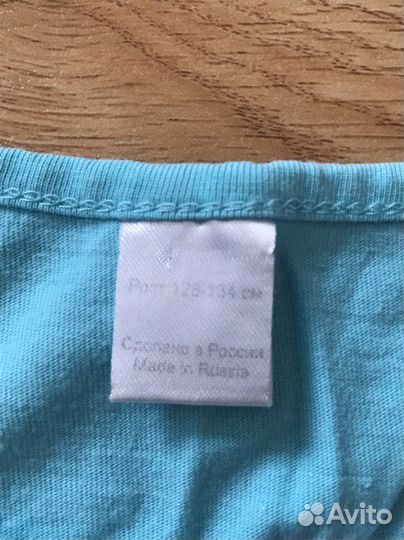 Рост 128-134 см
Сделано в России
Made in Russia
Avito